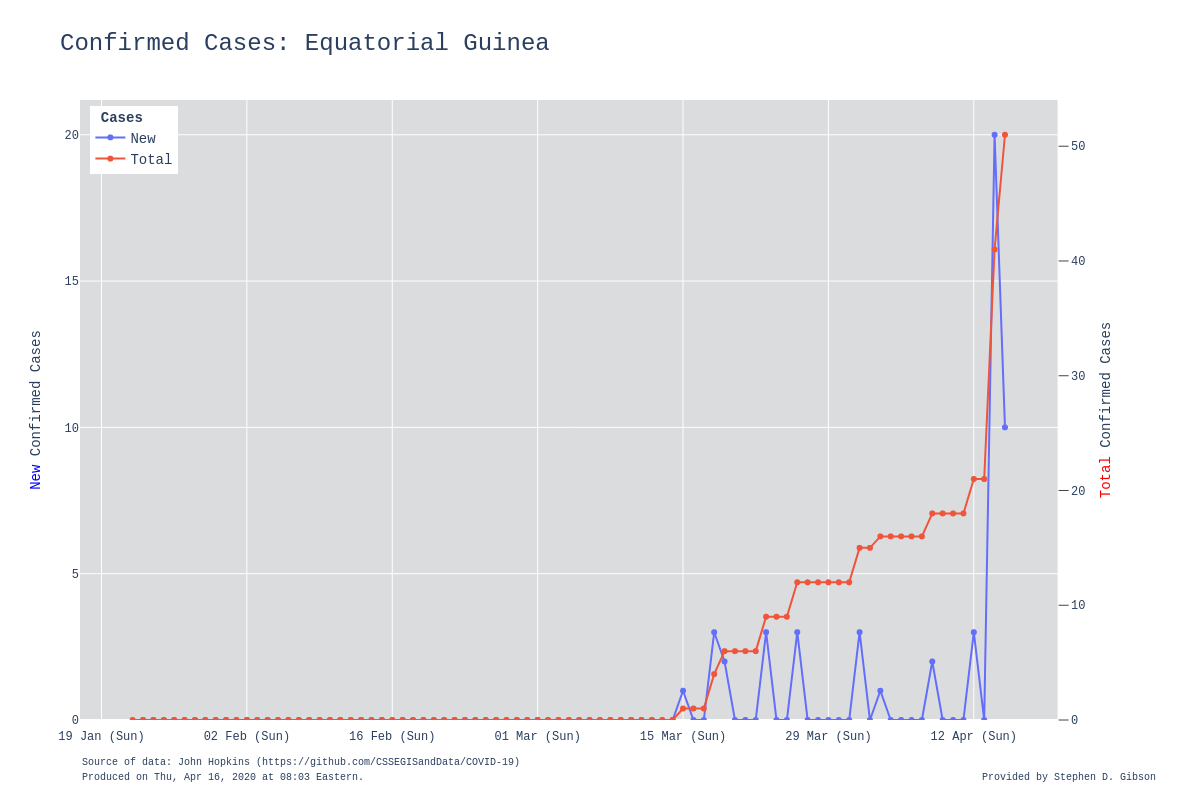 Confirmed Cases: Equatorial Guinea
Cases
New
Total
20
15
10
5
0
New Confirmed Cases
50
40
30
20
10
0
Total Confirmed Cases
19 Jan (Sun)
02 Feb (Sun)
16 Feb (Sun)
01 Mar (Sun)
15 Mar (Sun)
29 Mar (Sun)
12 Apr (Sun)
Source of data: John Hopkins (https://github.com/CSSEGISandData/COVID-19)
Produced on Thu, Apr 16, 2020 at 08:03 Eastern.
Provided by Stephen D. Gibson